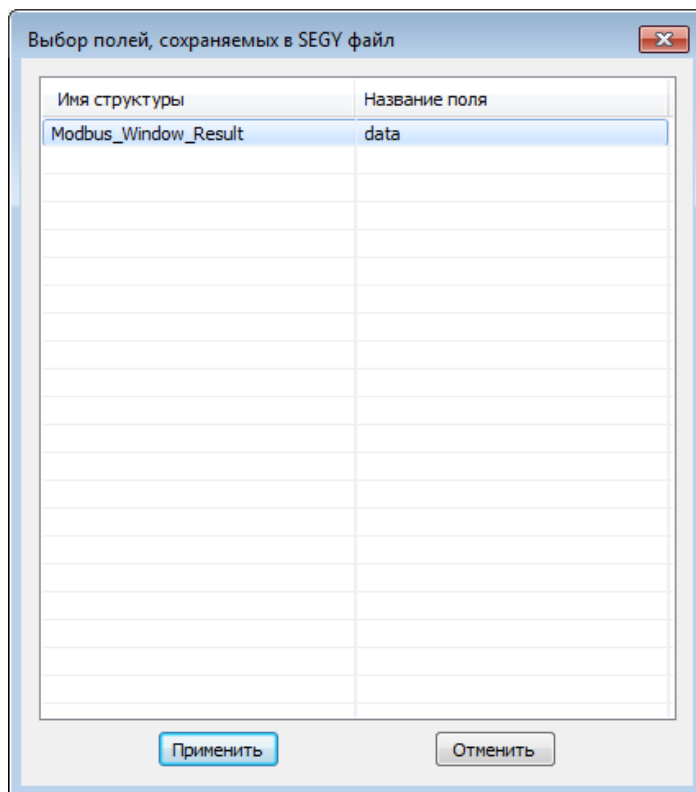 Выбор полей, сохраняемых в SEGY файл
Имя структуры Название поля
Modbus_Window_Result data
Применить Отменить